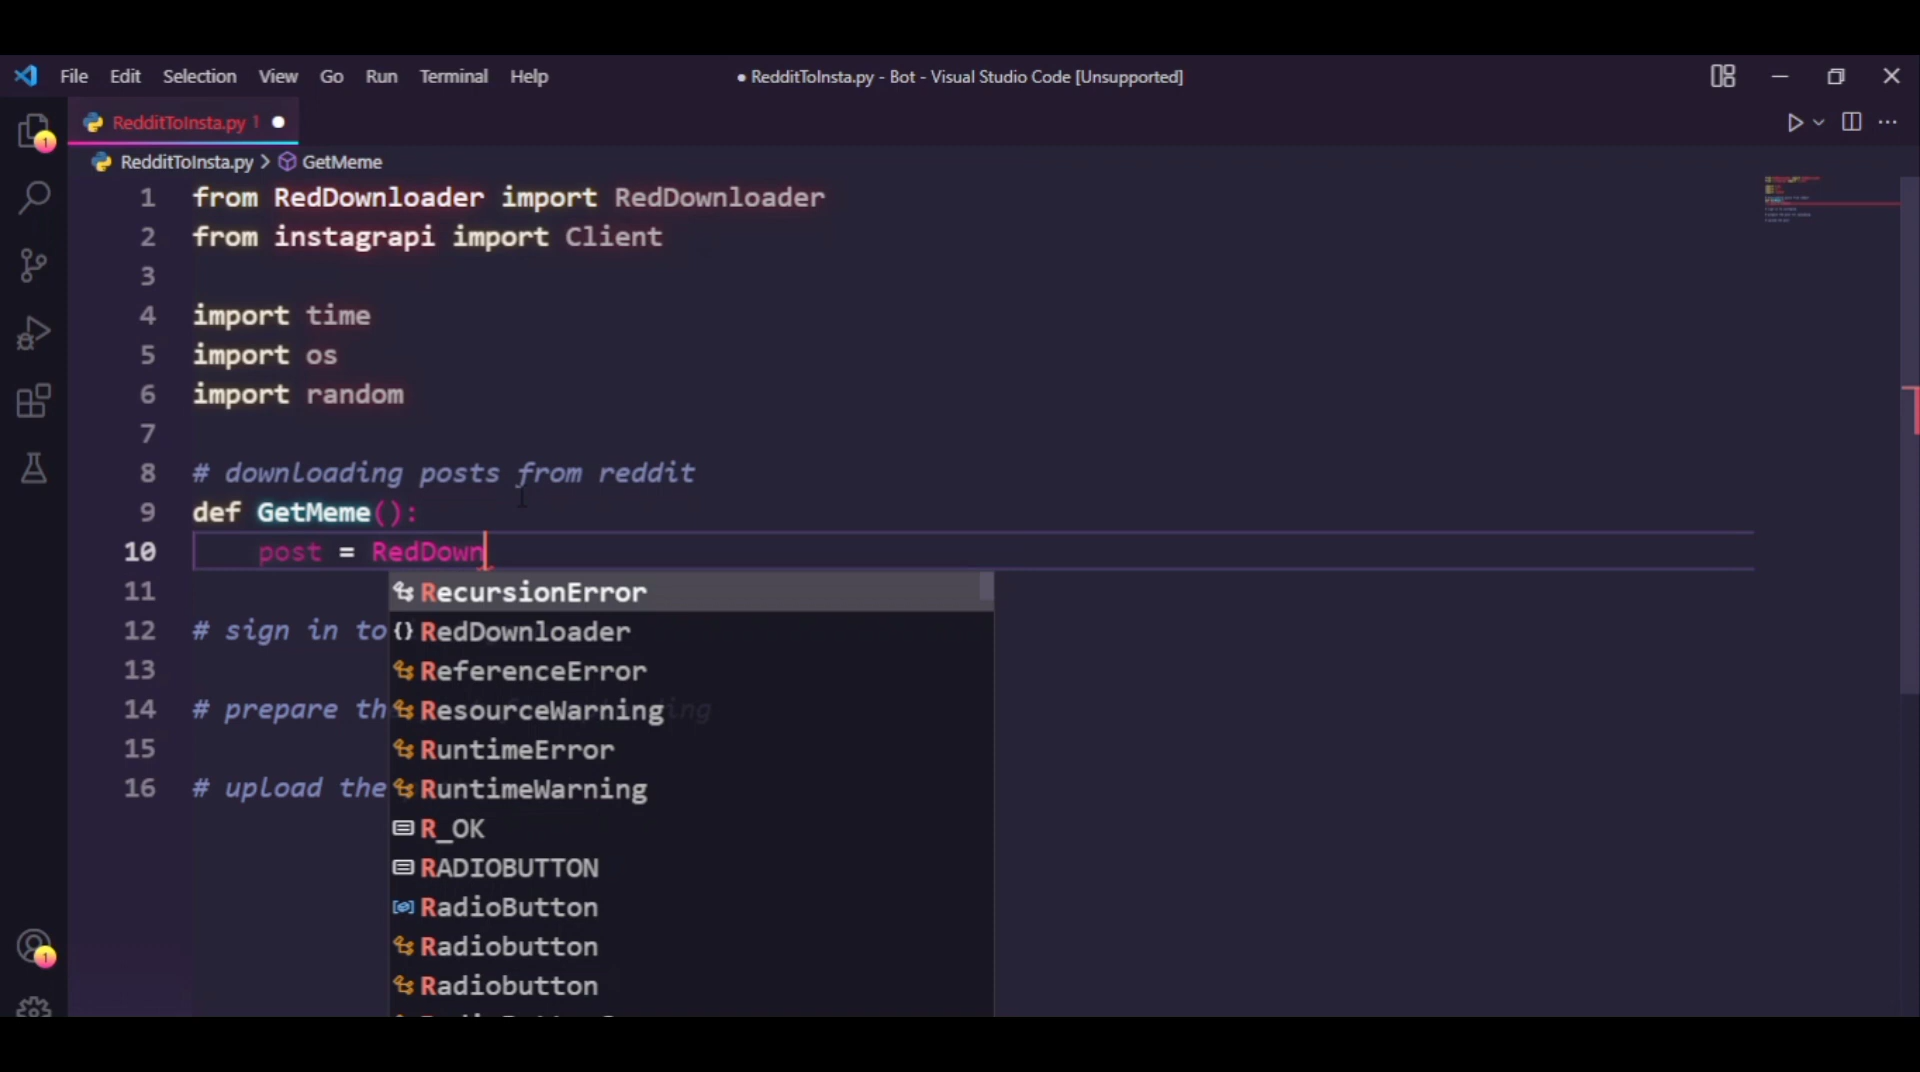 File Edit Selection View Go Run Terminal Help
● RedditToInsta.py - Bot - Visual Studio Code [Unsupported]
RedditToInsta.py 1 ●
RedditToInsta.py > GetMeme
1 from RedDownloader import RedDownloader
2 from instagrapi import Client
3
4 import time
5 import os
6 import random
7
8 # downloading posts from reddit
9 def GetMeme():
10 post = RedDown
11
RecursionError
12 # sign in to
RedDownloader
13
ReferenceError
14 # prepare th
ResourceWarning
15
RuntimeError
16 # upload the
RuntimeWarning
R_OK
RADIOBUTTON
RadioButton
Radiobutton
Radiobutton
1
1